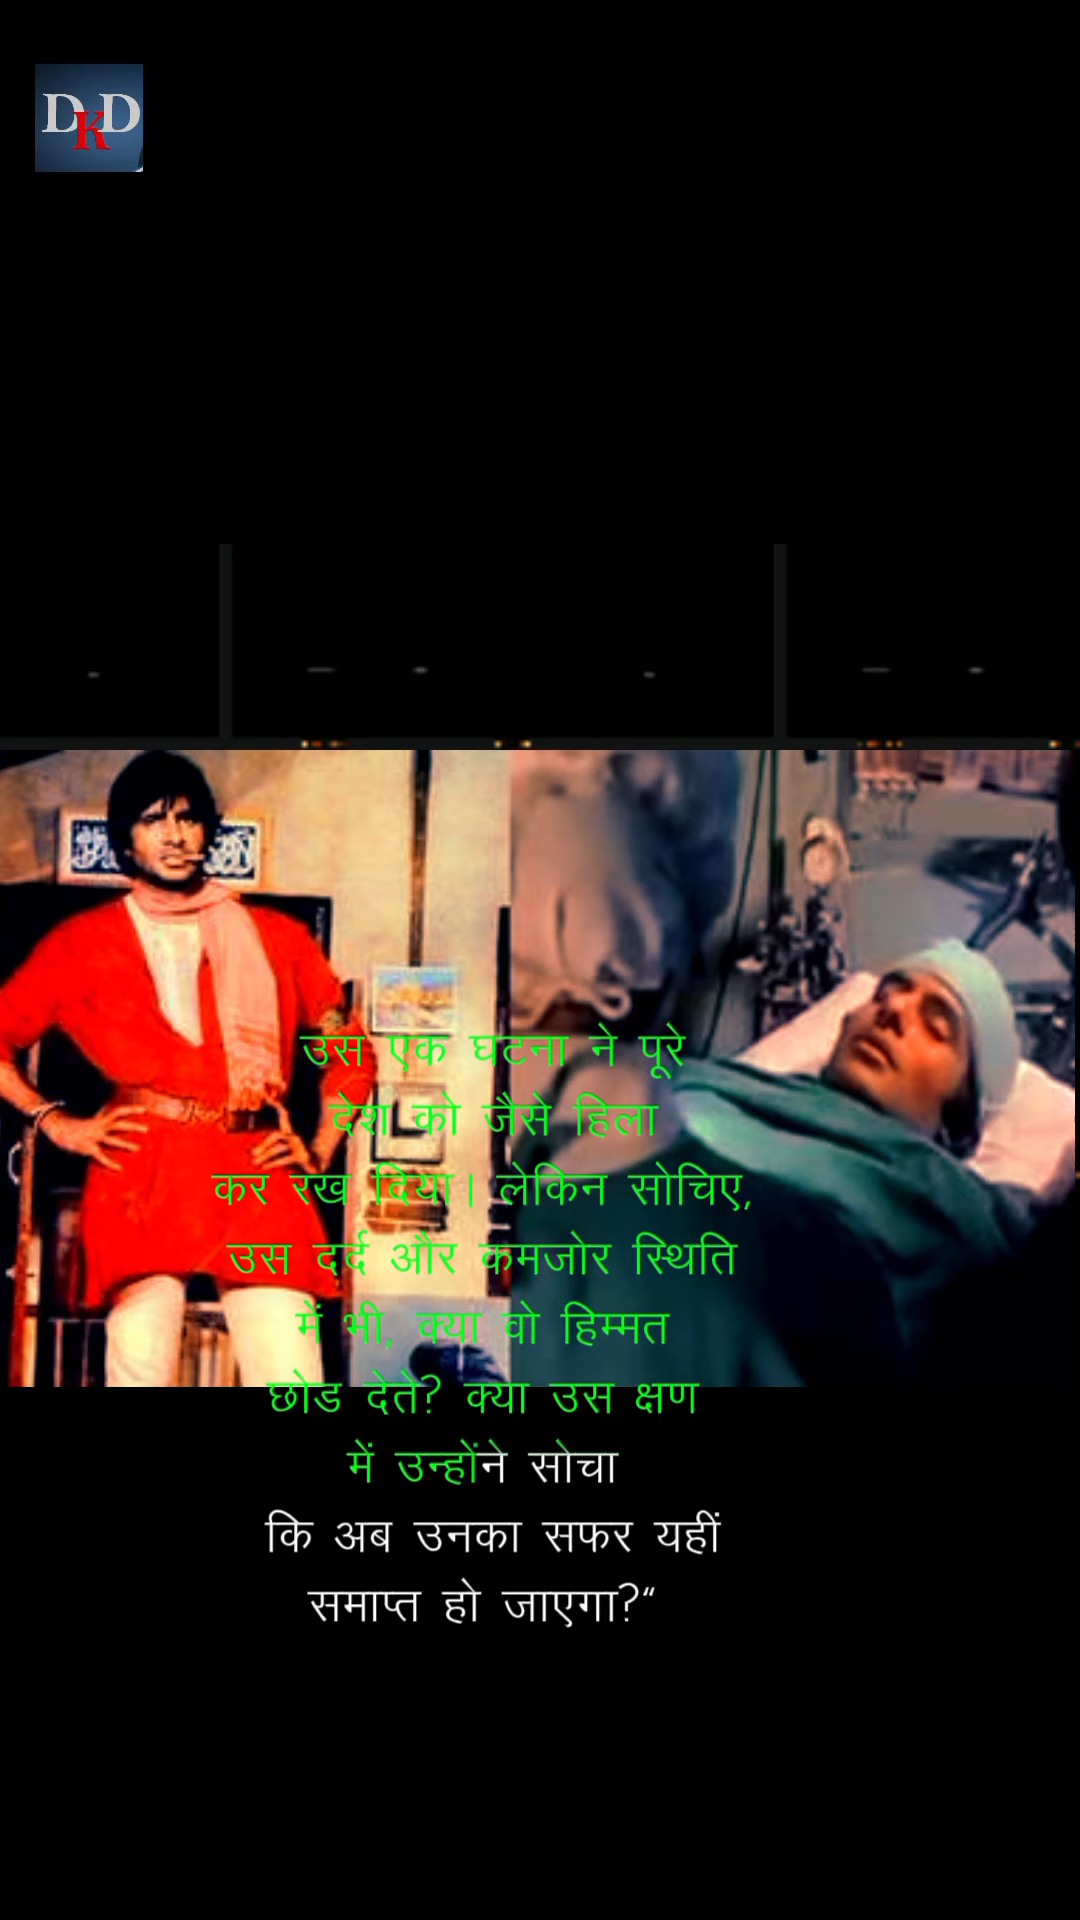 DKD
उस एक घटना ने पूरे
देश को जैसे हिला
कर रख दिया। लेकिन सोचिए,
उस दर्द और कमजोर स्थिति
में भी, क्या वो हिम्मत
छोड देते? क्या उस क्षण
में उन्होंने सोचा
कि अब उनका सफर यहीं
समाप्त हो जाएगा?“